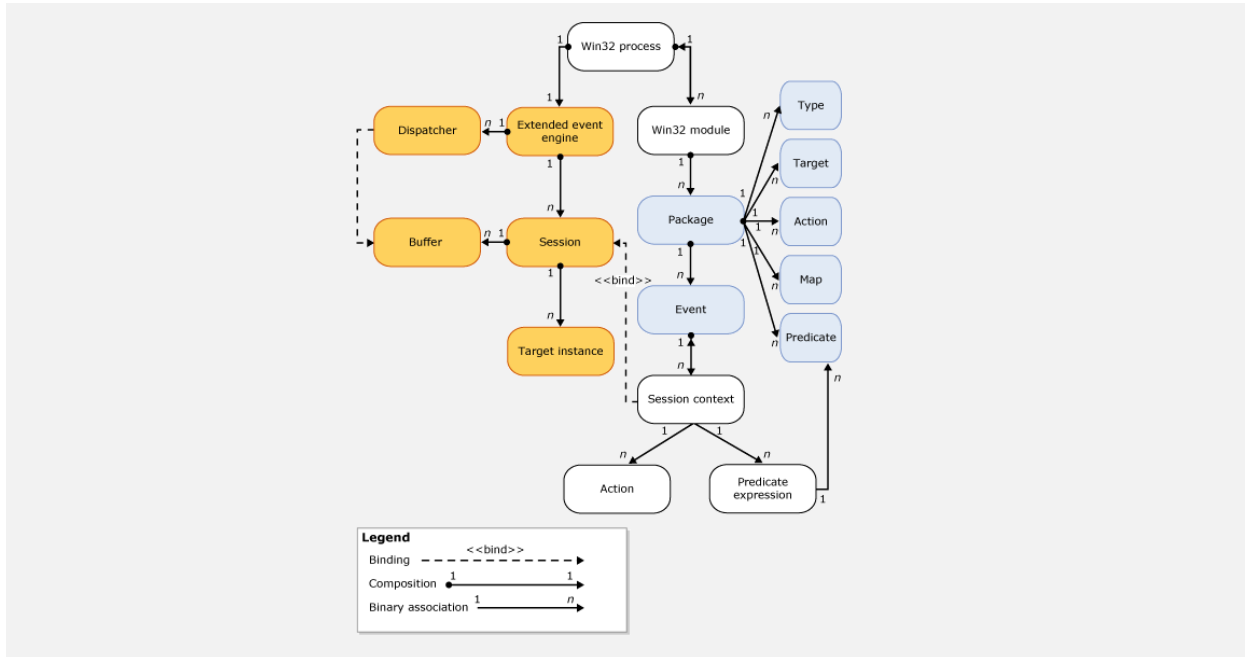 Win32 process
1
1
1
n
Dispatcher
n
1
Extended event
engine
Win32 module
Type
n
1
1
Target
n
n
n
1
Package
1
1
Action
n
Buffer
n
1
Session
1
1
1
1
<<bind>>
n
n
Map
Event
n
Target instance
1
n
Predicate
n
n
Session context
1
1
n
n
Action
Predicate
expression
1
Legend
Binding
<<bind>>
Composition
1
1
Binary association
1
n